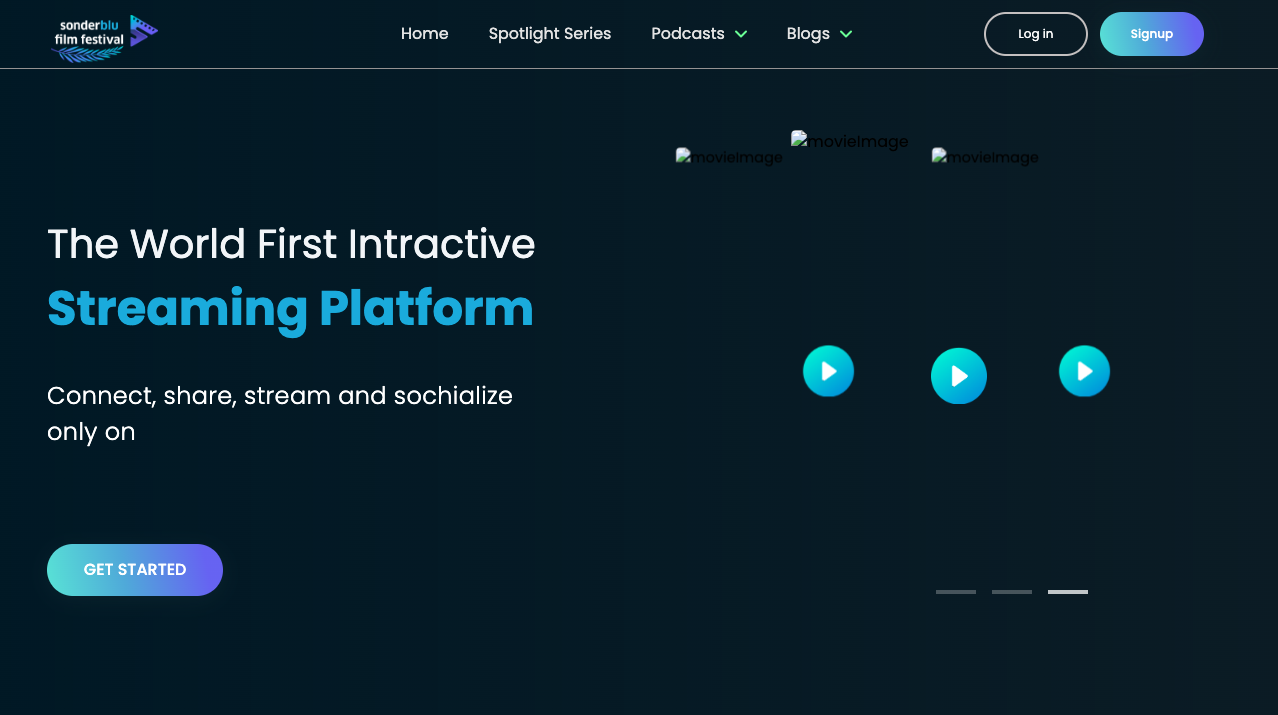 sonderblu
film festival
Home
Spotlight Series
Podcasts
Blogs
Log in
Signup
movieImage
movieImage
movieImage
The World First Intractive
Streaming Platform
Connect, share, stream and sochialize
only on
GET STARTED